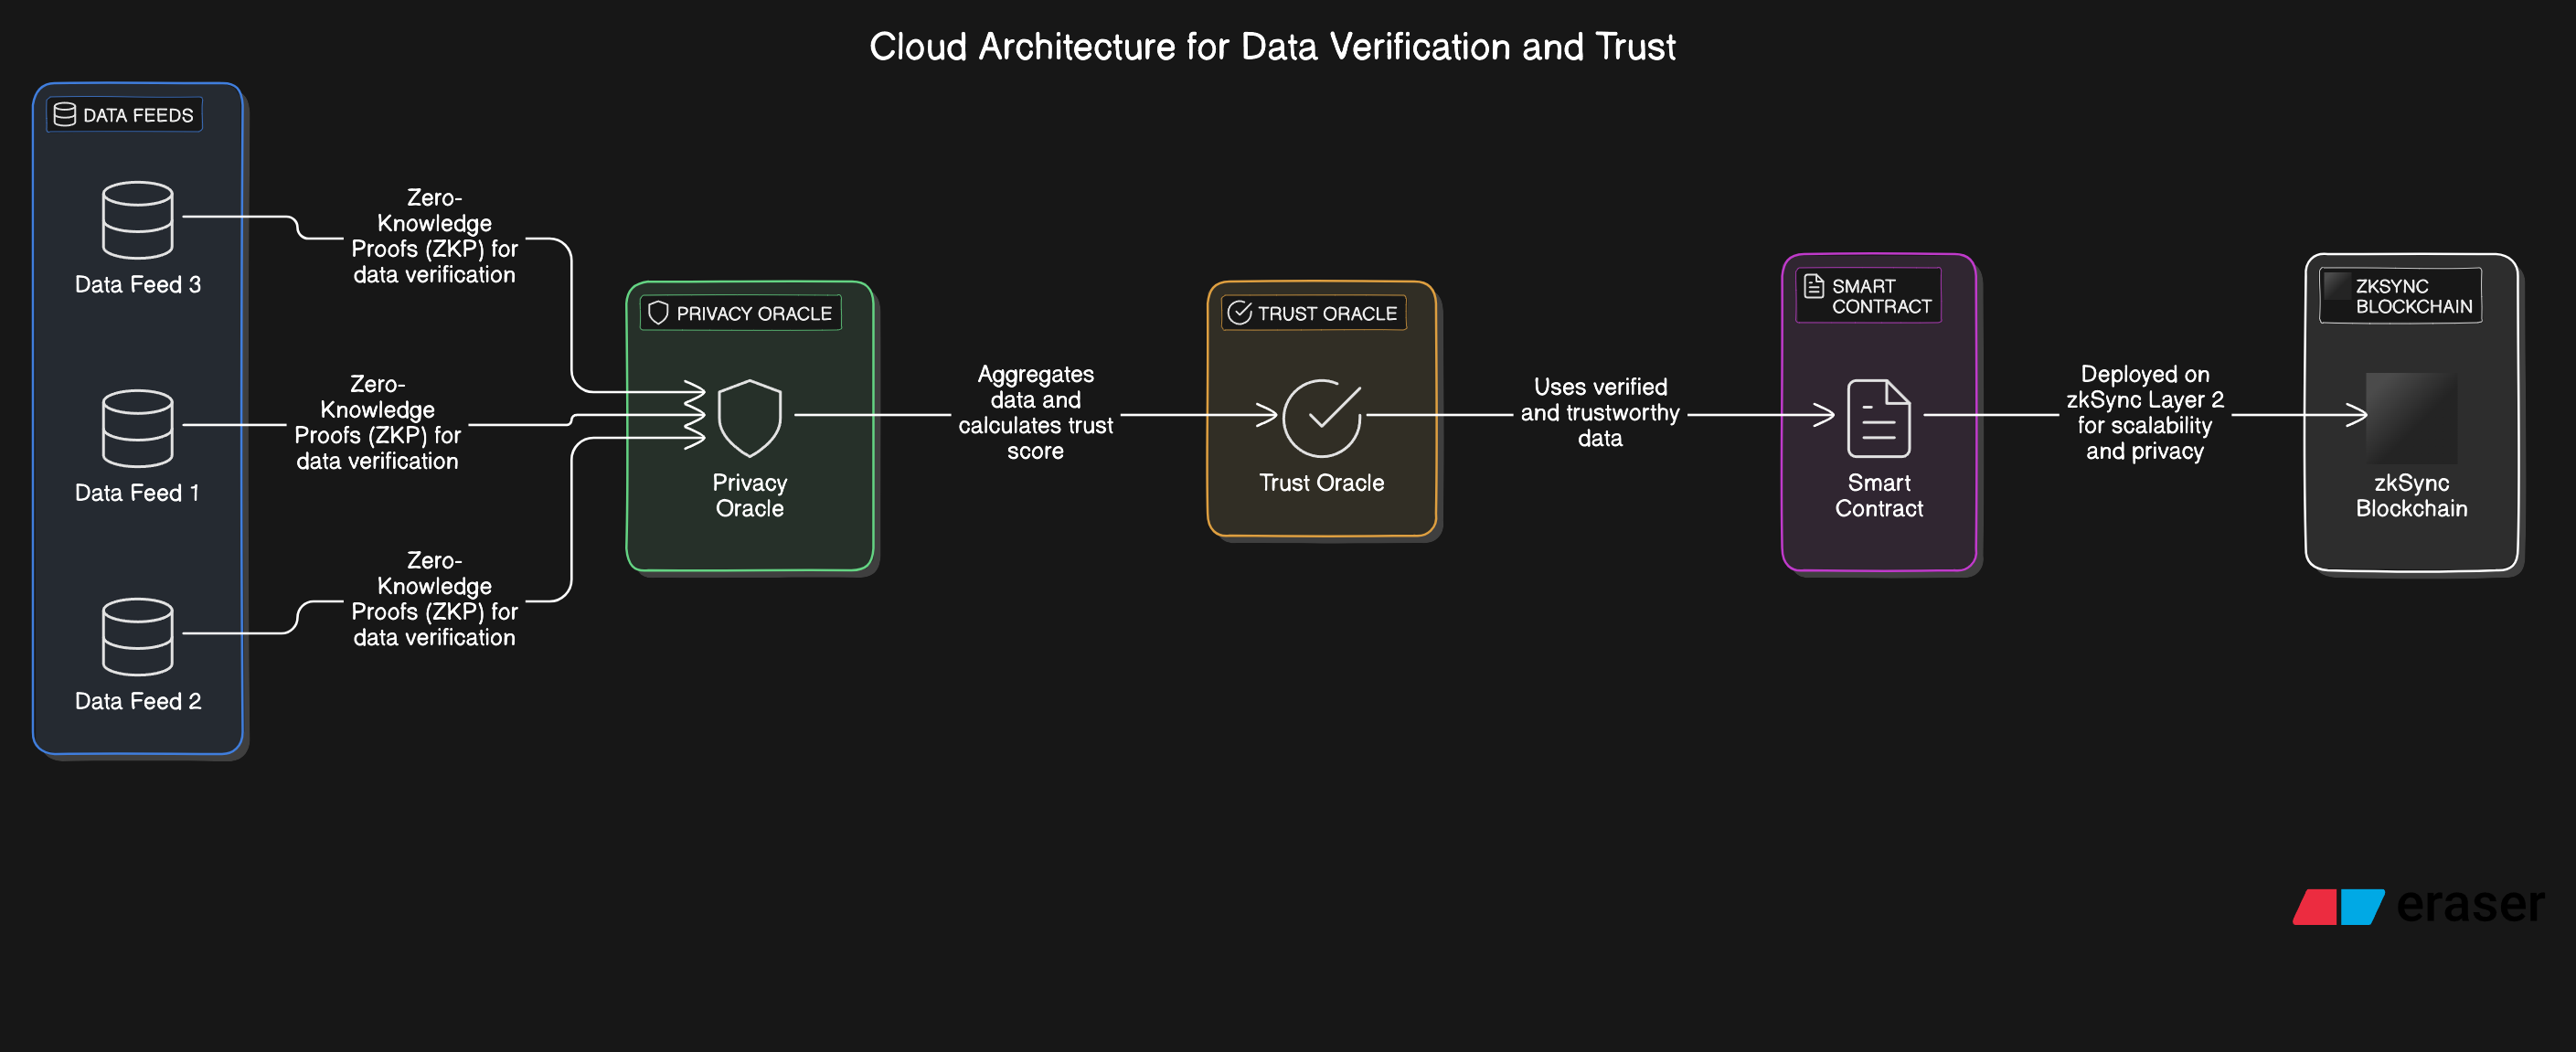 Cloud Architecture for Data Verification and Trust
DATA FEEDS
Data Feed 3
Data Feed 1
Data Feed 2
Zero-
Knowledge
Proofs (ZKP) for
data verification
Zero-
Knowledge
Proofs (ZKP) for
data verification
Zero-
Knowledge
Proofs (ZKP) for
data verification
PRIVACY ORACLE
Privacy
Oracle
Aggregates
data and
calculates trust
score
TRUST ORACLE
Trust Oracle
Uses verified
and trustworthy
data
SMART
CONTRACT
Smart
Contract
Deployed on
zkSync Layer 2
for scalability
and privacy
ZKSYNC
BLOCKCHAIN
zkSync
Blockchain
eraser